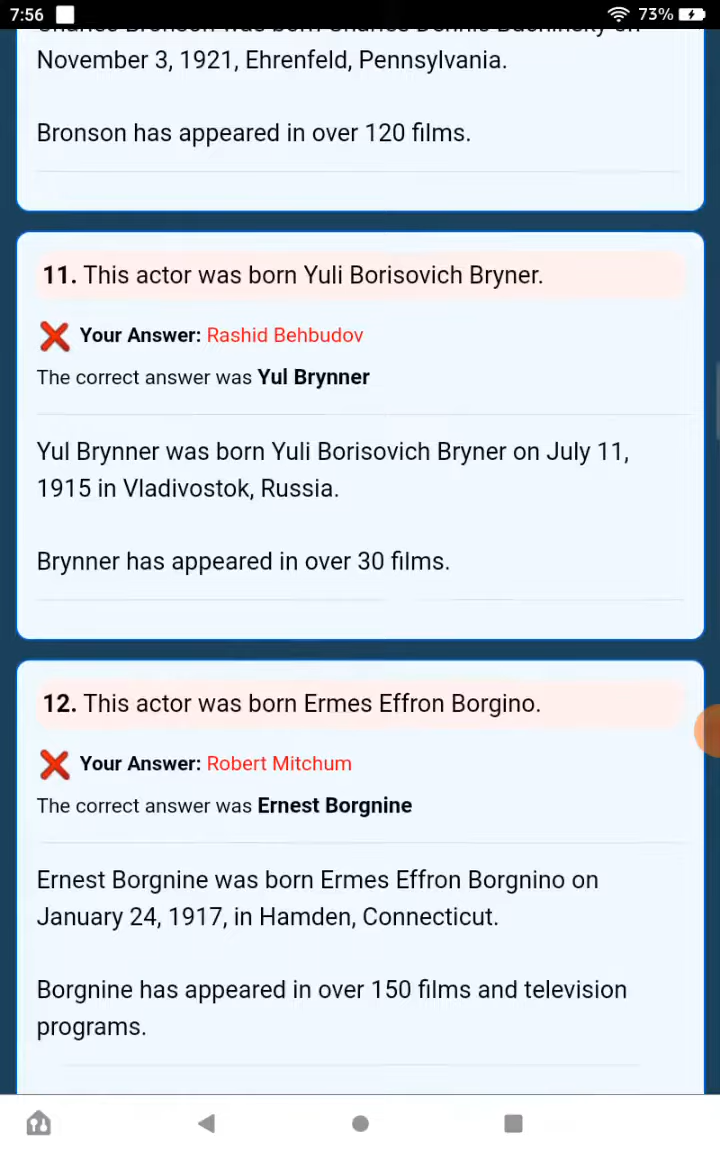 7:56
73%
November 3, 1921, Ehrenfeld, Pennsylvania.
Bronson has appeared in over 120 films.
11. This actor was born Yuli Borisovich Bryner.
Your Answer: Rashid Behbudov
The correct answer was Yul Brynner
Yul Brynner was born Yuli Borisovich Bryner on July 11,
1915 in Vladivostok, Russia.
Brynner has appeared in over 30 films.
12. This actor was born Ermes Effron Borgino.
Your Answer: Robert Mitchum
The correct answer was Ernest Borgnine
Ernest Borgnine was born Ermes Effron Borgnino on
January 24, 1917, in Hamden, Connecticut.
Borgnine has appeared in over 150 films and television
programs.